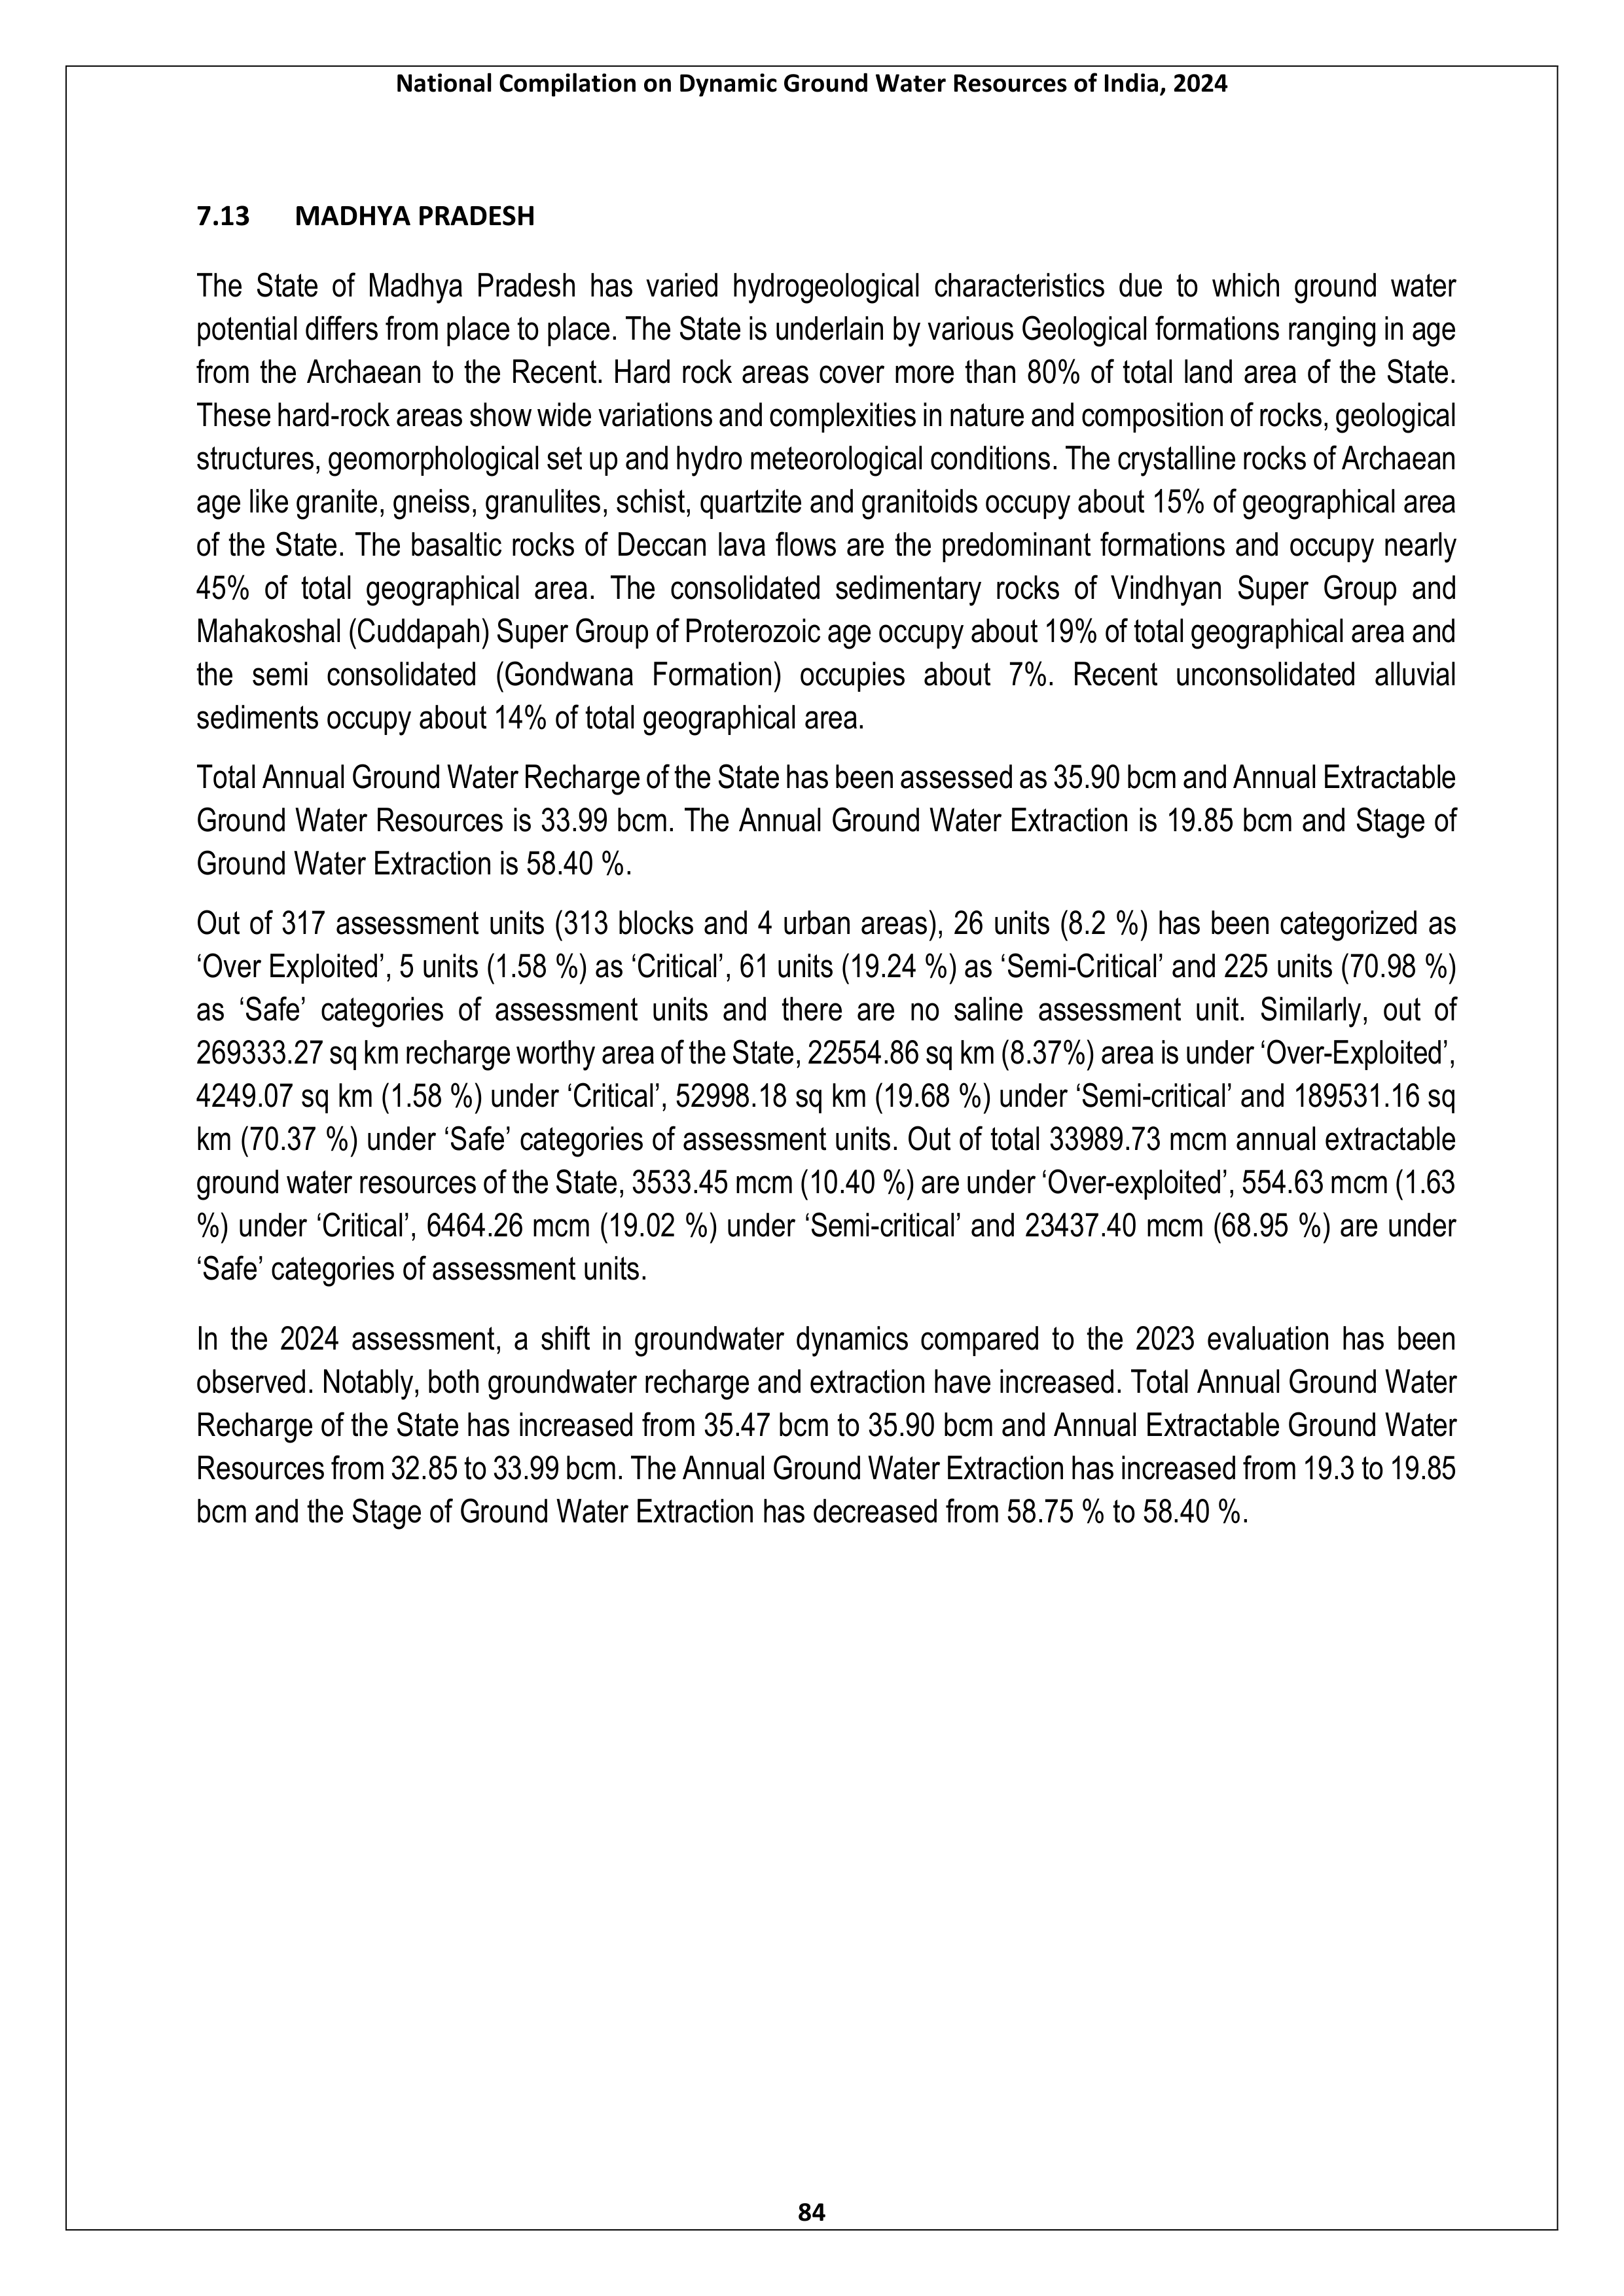 National Compilation on Dynamic Ground Water Resources of India, 2024
7.13 MADHYA PRADESH
The State of Madhya Pradesh has varied hydrogeological characteristics due to which ground water
potential differs from place to place. The State is underlain by various Geological formations ranging in age
from the Archaean to the Recent. Hard rock areas cover more than 80% of total land area of the State.
These hard-rock areas show wide variations and complexities in nature and composition of rocks, geological
structures, geomorphological set up and hydro meteorological conditions. The crystalline rocks of Archaean
age like granite, gneiss, granulites, schist, quartzite and granitoids occupy about 15% of geographical area
of the State. The basaltic rocks of Deccan lava flows are the predominant formations and occupy nearly
45% of total geographical area. The consolidated sedimentary rocks of Vindhyan Super Group and
Mahakoshal (Cuddapah) Super Group of Proterozoic age occupy about 19% of total geographical area and
the semi consolidated (Gondwana Formation) occupies about 7%. Recent unconsolidated alluvial
sediments occupy about 14% of total geographical area.
Total Annual Ground Water Recharge of the State has been assessed as 35.90 bcm and Annual Extractable
Ground Water Resources is 33.99 bcm. The Annual Ground Water Extraction is 19.85 bcm and Stage of
Ground Water Extraction is 58.40 %.
Out of 317 assessment units (313 blocks and 4 urban areas), 26 units (8.2 %) has been categorized as
‘Over Exploited’, 5 units (1.58 %) as ‘Critical’, 61 units (19.24 %) as ‘Semi-Critical’ and 225 units (70.98 %)
as ‘Safe’ categories of assessment units and there are no saline assessment unit. Similarly, out of
269333.27 sq km recharge worthy area of the State, 22554.86 sq km (8.37%) area is under ‘Over-Exploited’,
4249.07 sq km (1.58 %) under ‘Critical’, 52998.18 sq km (19.68 %) under ‘Semi-critical’ and 189531.16 sq
km (70.37 %) under ‘Safe’ categories of assessment units. Out of total 33989.73 mcm annual extractable
ground water resources of the State, 3533.45 mcm (10.40 %) are under ‘Over-exploited’, 554.63 mcm (1.63
%) under ‘Critical’, 6464.26 mcm (19.02 %) under ‘Semi-critical’ and 23437.40 mcm (68.95 %) are under
‘Safe’ categories of assessment units.
In the 2024 assessment, a shift in groundwater dynamics compared to the 2023 evaluation has been
observed. Notably, both groundwater recharge and extraction have increased. Total Annual Ground Water
Recharge of the State has increased from 35.47 bcm to 35.90 bcm and Annual Extractable Ground Water
Resources from 32.85 to 33.99 bcm. The Annual Ground Water Extraction has increased from 19.3 to 19.85
bcm and the Stage of Ground Water Extraction has decreased from 58.75 % to 58.40 %.
84